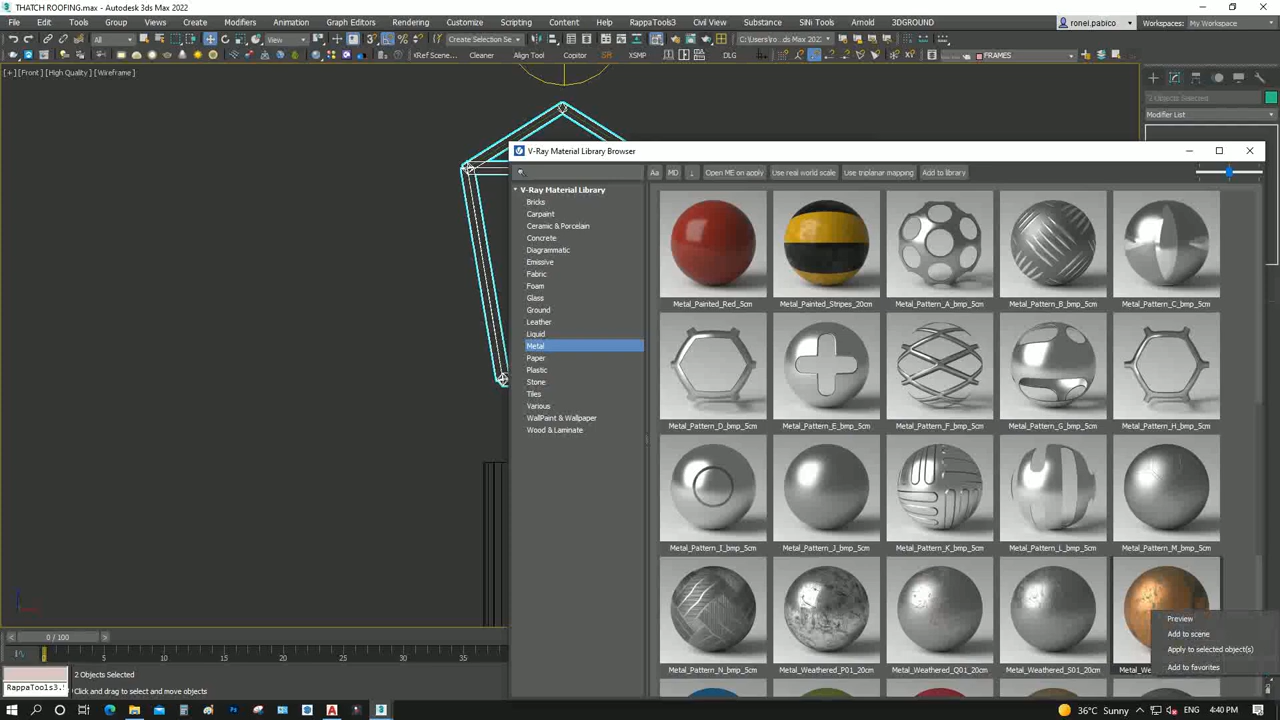 THATCH ROOFING.max - Autodesk 3ds Max 2022
File Edit Tools Group Views Create Modifiers Animation Graph Editors Rendering Customize Scripting Content Help RappaTools3 Civil View Substance SiNi Tools Arnold 3DGROUND
ronel.pabico
Workspaces: My Workspace
All
View
Create Selection Se
C:\Users\yo...ds Max 2022
Cleaner
Align Tool
Copitor
SR
XSMP
DLG
FRAMES
[+] [Front ] [High Quality ] [Wireframe ]
2 Objects Selected
Modifier List
V-Ray Material Library Browser
Aa
MD
Open ME on apply
Use real world scale
Use triplanar mapping
Add to library
V-Ray Material Library
Bricks
Carpaint
Ceramic & Porcelain
Concrete
Diagrammatic
Emissive
Fabric
Foam
Glass
Ground
Leather
Liquid
Metal
Paper
Plastic
Stone
Tiles
Various
WallPaint & Wallpaper
Wood & Laminate
Metal_Painted_Red_5cm
Metal_Painted_Stripes_20cm
Metal_Pattern_A_bmp_5cm
Metal_Pattern_B_bmp_5cm
Metal_Pattern_C_bmp_5cm
Metal_Pattern_D_bmp_5cm
Metal_Pattern_E_bmp_5cm
Metal_Pattern_F_bmp_5cm
Metal_Pattern_G_bmp_5cm
Metal_Pattern_H_bmp_5cm
Metal_Pattern_I_bmp_5cm
Metal_Pattern_J_bmp_5cm
Metal_Pattern_K_bmp_5cm
Metal_Pattern_L_bmp_5cm
Metal_Pattern_M_bmp_5cm
Metal_Pattern_N_bmp_5cm
Metal_Weathered_P01_20cm
Metal_Weathered_Q01_20cm
Metal_Weathered_S01_20cm
Metal_We
Preview
Add to scene
Apply to selected object(s)
Add to favorites
0 / 100
0 5 10 15 20 25 30 35
2 Objects Selected
RappaTools3.
Click and drag to select and move objects
36°C Sunny
ENG
4:40 PM